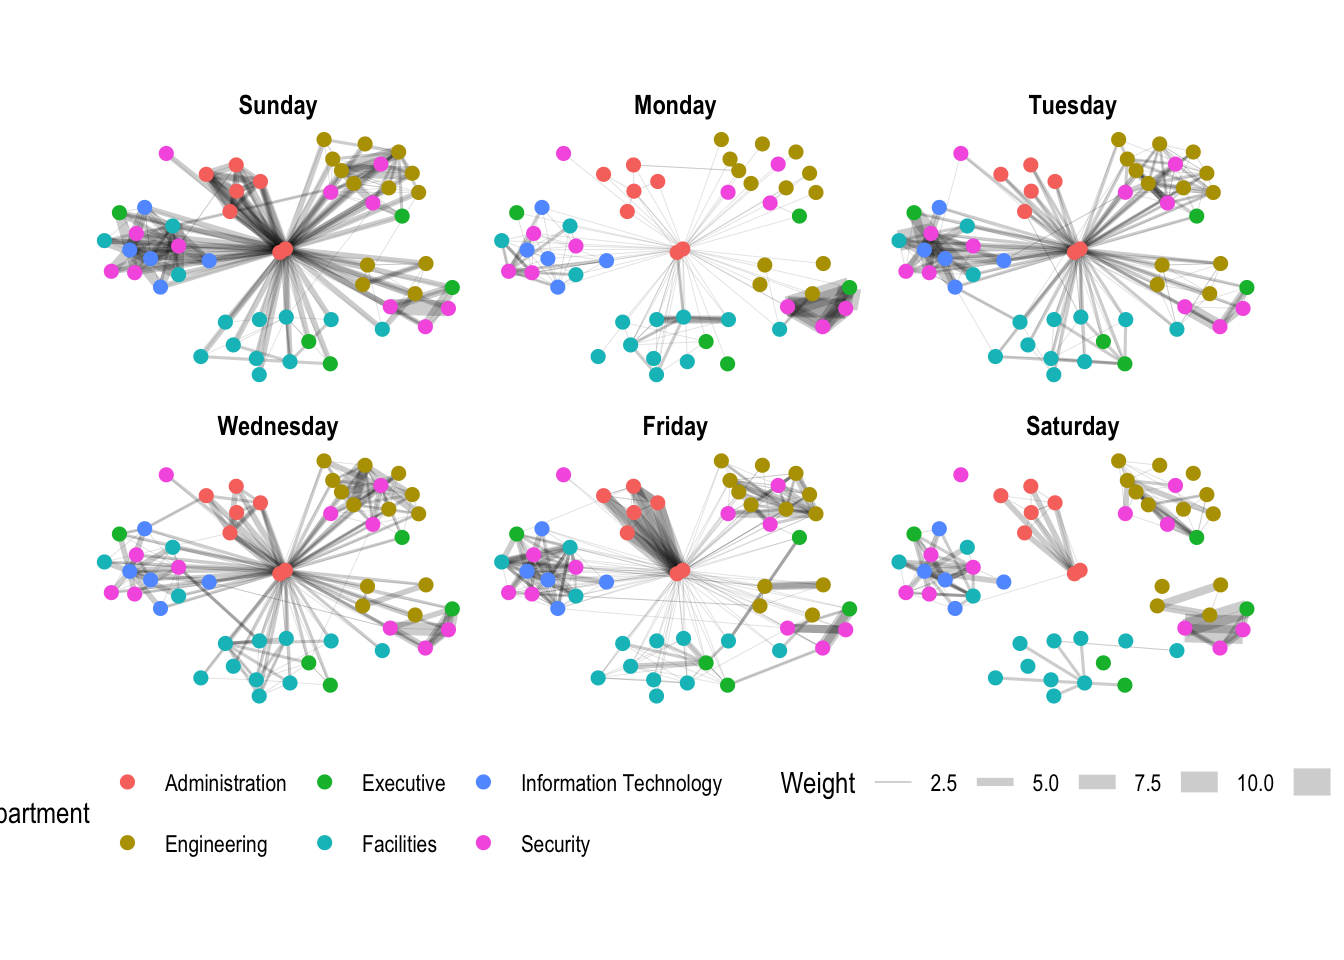 Sunday Monday Tuesday
Wednesday Friday Saturday
Administration Executive Information Technology Weight 2.5 5.0 7.5 10.0
partment
Engineering Facilities Security